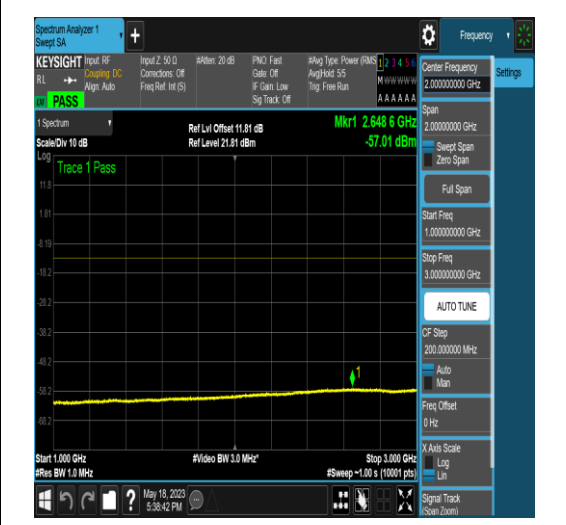 Spectrum Analyzer 1
Swept SA
Frequency
KEYSIGHT
RL
PASS
Input: RF
Coupling: DC
Align: Auto
Input Z: 50 Ω
Corrections: Off
Freq Ref: Int (S)
#Atten: 20 dB
PNO: Fast
Gate: Off
IF Gain: Low
Sig Track: Off
#Avg Type: Power (RMS
Avg|Hold: 5/5
Trig: Free Run
1 2 3 4 5 6
M W W W W W
A A A A A A
Center Frequency
2.000000000 GHz
Settings
Span
2.00000000 GHz
Swept Span
Zero Span
Full Span
Start Freq
1.000000000 GHz
Stop Freq
3.000000000 GHz
AUTO TUNE
CF Step
200.000000 MHz
Auto
Man
Freq Offset
0 Hz
X Axis Scale
Log
Lin
Signal Track
(Span Zoom)
1 Spectrum
Scale/Div 10 dB
Ref Lvl Offset 11.81 dB
Ref Level 21.81 dBm
Mkr1 2.648 6 GHz
-57.01 dBm
Log
Trace 1 Pass
11.8
1.81
-8.19
-18.2
-28.2
-38.2
-48.2
-58.2
-68.2
1
Start 1.000 GHz
#Res BW 1.0 MHz
#Video BW 3.0 MHz*
Stop 3.000 GHz
#Sweep ~1.00 s (10001 pts)
?
May 18, 2023
5:38:42 PM